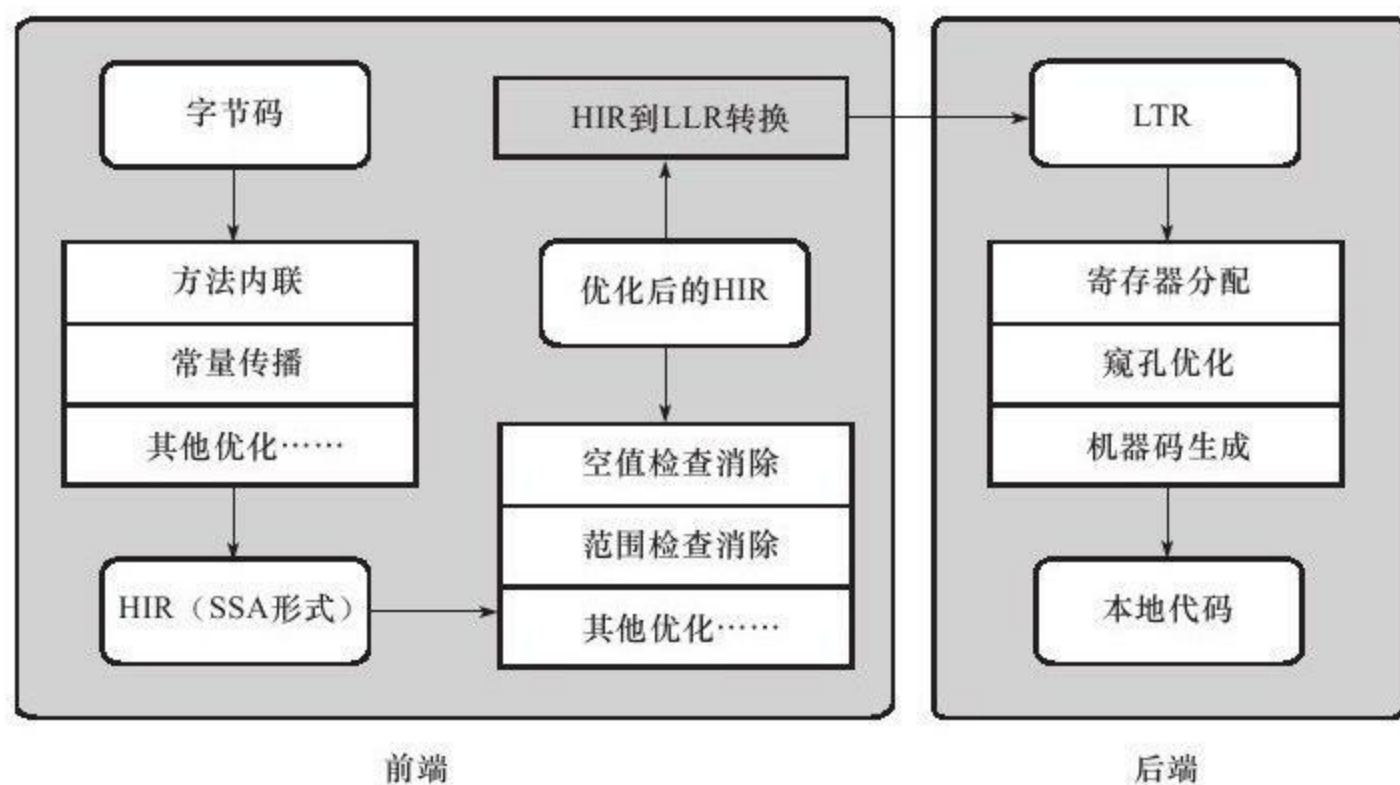 字节码
方法内联
常量传播
其他优化……
HIR（SSA形式）
HIR到LLR转换
优化后的HIR
空值检查消除
范围检查消除
其他优化……
前端
LTR
寄存器分配
窥孔优化
机器码生成
本地代码
后端